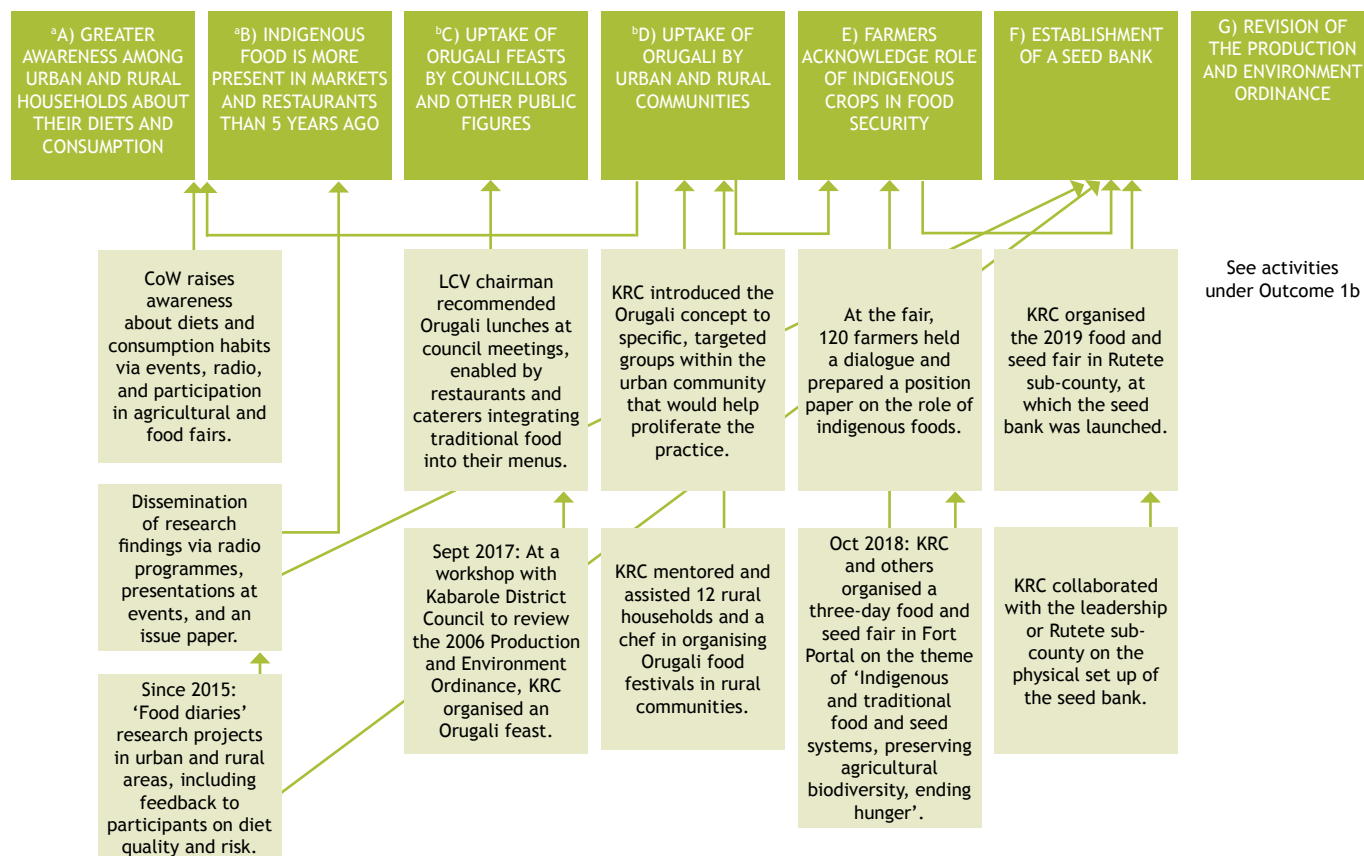 aA) GREATER
AWARENESS AMONG
URBAN AND RURAL
HOUSEHOLDS ABOUT
THEIR DIETS AND
CONSUMPTION
aB) INDIGENOUS
FOOD IS MORE
PRESENT IN MARKETS
AND RESTAURANTS
THAN 5 YEARS AGO
bC) UPTAKE OF
ORUGALI FEASTS
BY COUNCILLORS
AND OTHER PUBLIC
FIGURES
bD) UPTAKE OF
ORUGALI BY
URBAN AND RURAL
COMMUNITIES
E) FARMERS
ACKNOWLEDGE ROLE
OF INDIGENOUS
CROPS IN FOOD
SECURITY
F) ESTABLISHMENT
OF A SEED BANK
G) REVISION OF
THE PRODUCTION
AND ENVIRONMENT
ORDINANCE
CoW raises
awareness
about diets and
consumption habits
via events, radio,
and participation
in agricultural and
food fairs.
LCV chairman
recommended
Orugali lunches at
council meetings,
enabled by
restaurants and
caterers integrating
traditional food
into their menus.
KRC introduced the
Orugali concept to
specific, targeted
groups within the
urban community
that would help
proliferate the
practice.
At the fair,
120 farmers held
a dialogue and
prepared a position
paper on the role of
indigenous foods.
KRC organised
the 2019 food and
seed fair in Rutete
sub-county, at
which the seed
bank was launched.
See activities
under Outcome 1b
Dissemination
of research
findings via radio
programmes,
presentations at
events, and an
issue paper.
Sept 2017: At a
workshop with
Kabarole District
Council to review
the 2006 Production
and Environment
Ordinance, KRC
organised an
Orugali feast.
KRC mentored and
assisted 12 rural
households and a
chef in organising
Orugali food
festivals in rural
communities.
Oct 2018: KRC
and others
organised a
three-day food and
seed fair in Fort
Portal on the theme
of ‘Indigenous
and traditional
food and seed
systems, preserving
agricultural
biodiversity, ending
hunger’.
KRC collaborated
with the leadership
or Rutete sub-
county on the
physical set up of
the seed bank.
Since 2015:
‘Food diaries’
research projects
in urban and rural
areas, including
feedback to
participants on diet
quality and risk.